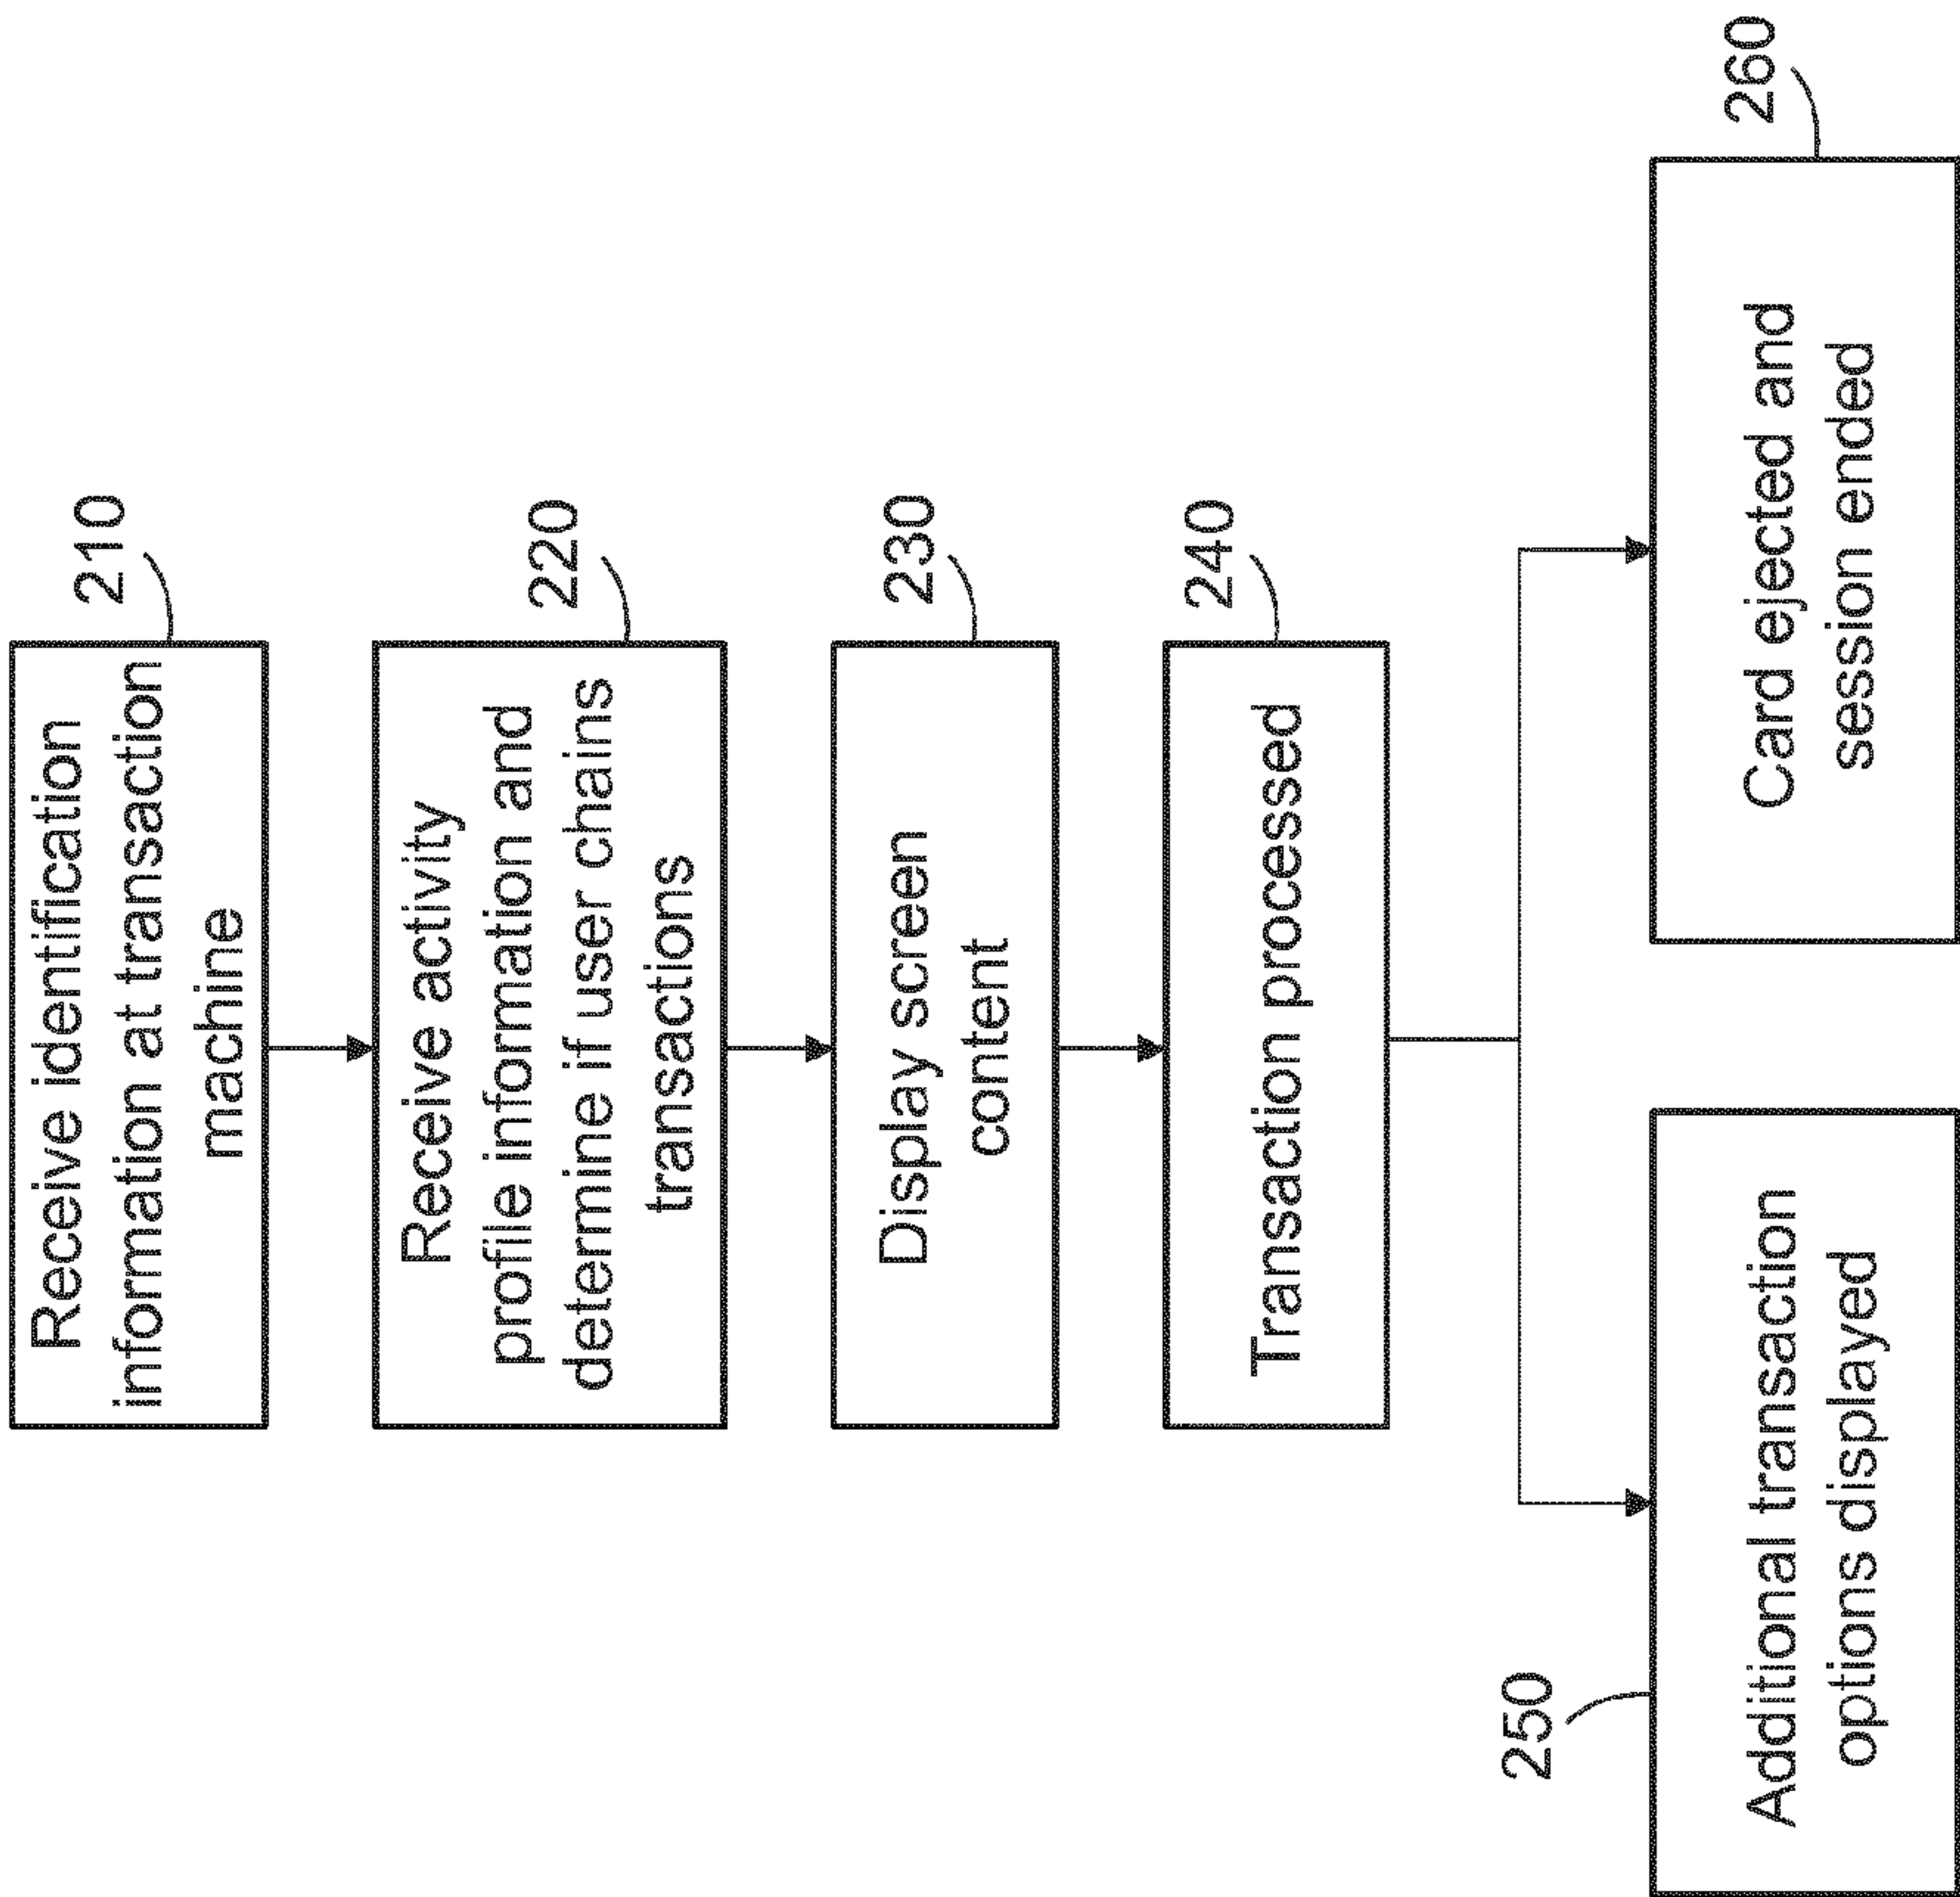 Receive identification
information at transaction
machine
210
Receive activity
profile information and
determine if user chains
transactions
220
Display screen
content
230
Transaction processed
240
250
Additional transaction
options displayed
260
Card ejected and
session ended